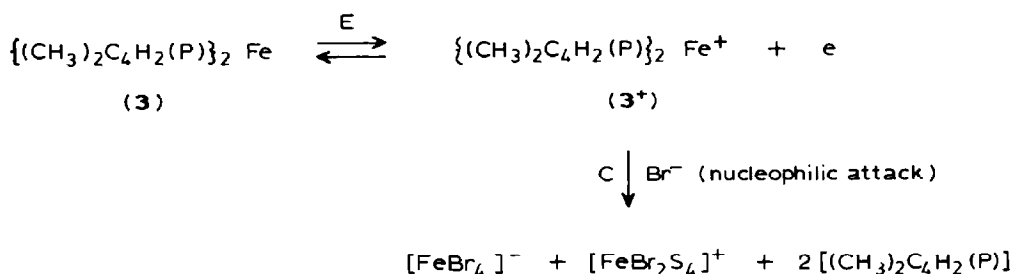 E
{(CH₃)₂C₄H₂(P)}₂ Fe ⇌ {(CH₃)₂C₄H₂(P)}₂ Fe⁺ + e
(3) (3⁺)
C ↓ Br⁻ (nucleophilic attack)
[FeBr₄]⁻ + [FeBr₂S₄]⁺ + 2[(CH₃)₂C₄H₂(P)]